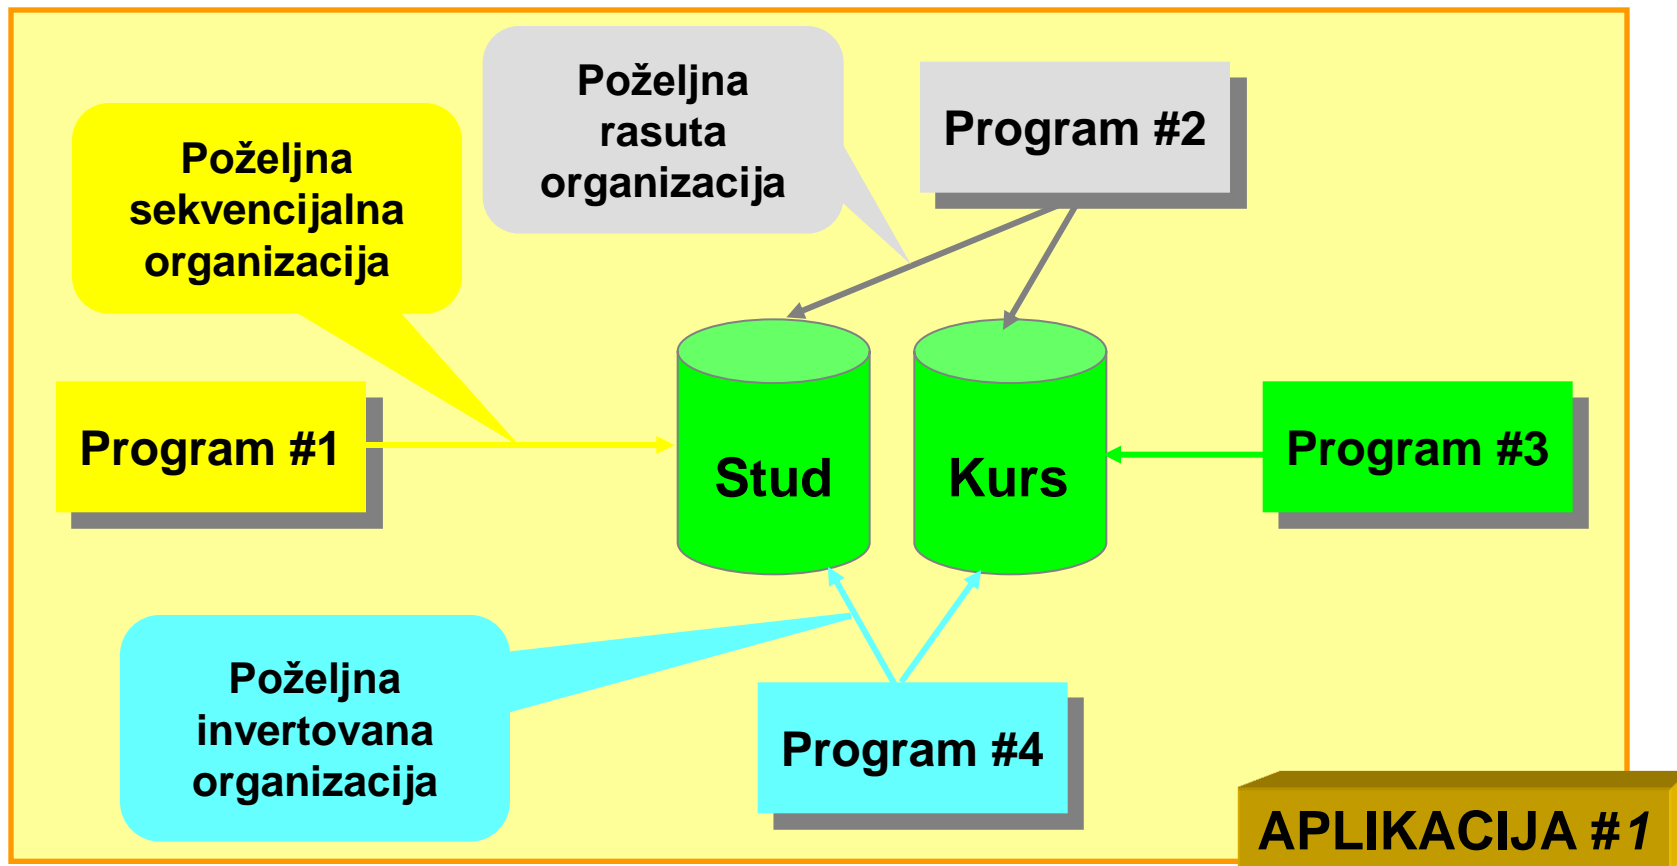 Poželjna
rasuta
organizacija
Program #2
Poželjna
sekvencijalna
organizacija
Program #1
Stud
Kurs
Program #3
Poželjna
invertovana
organizacija
Program #4
APLIKACIJA #1